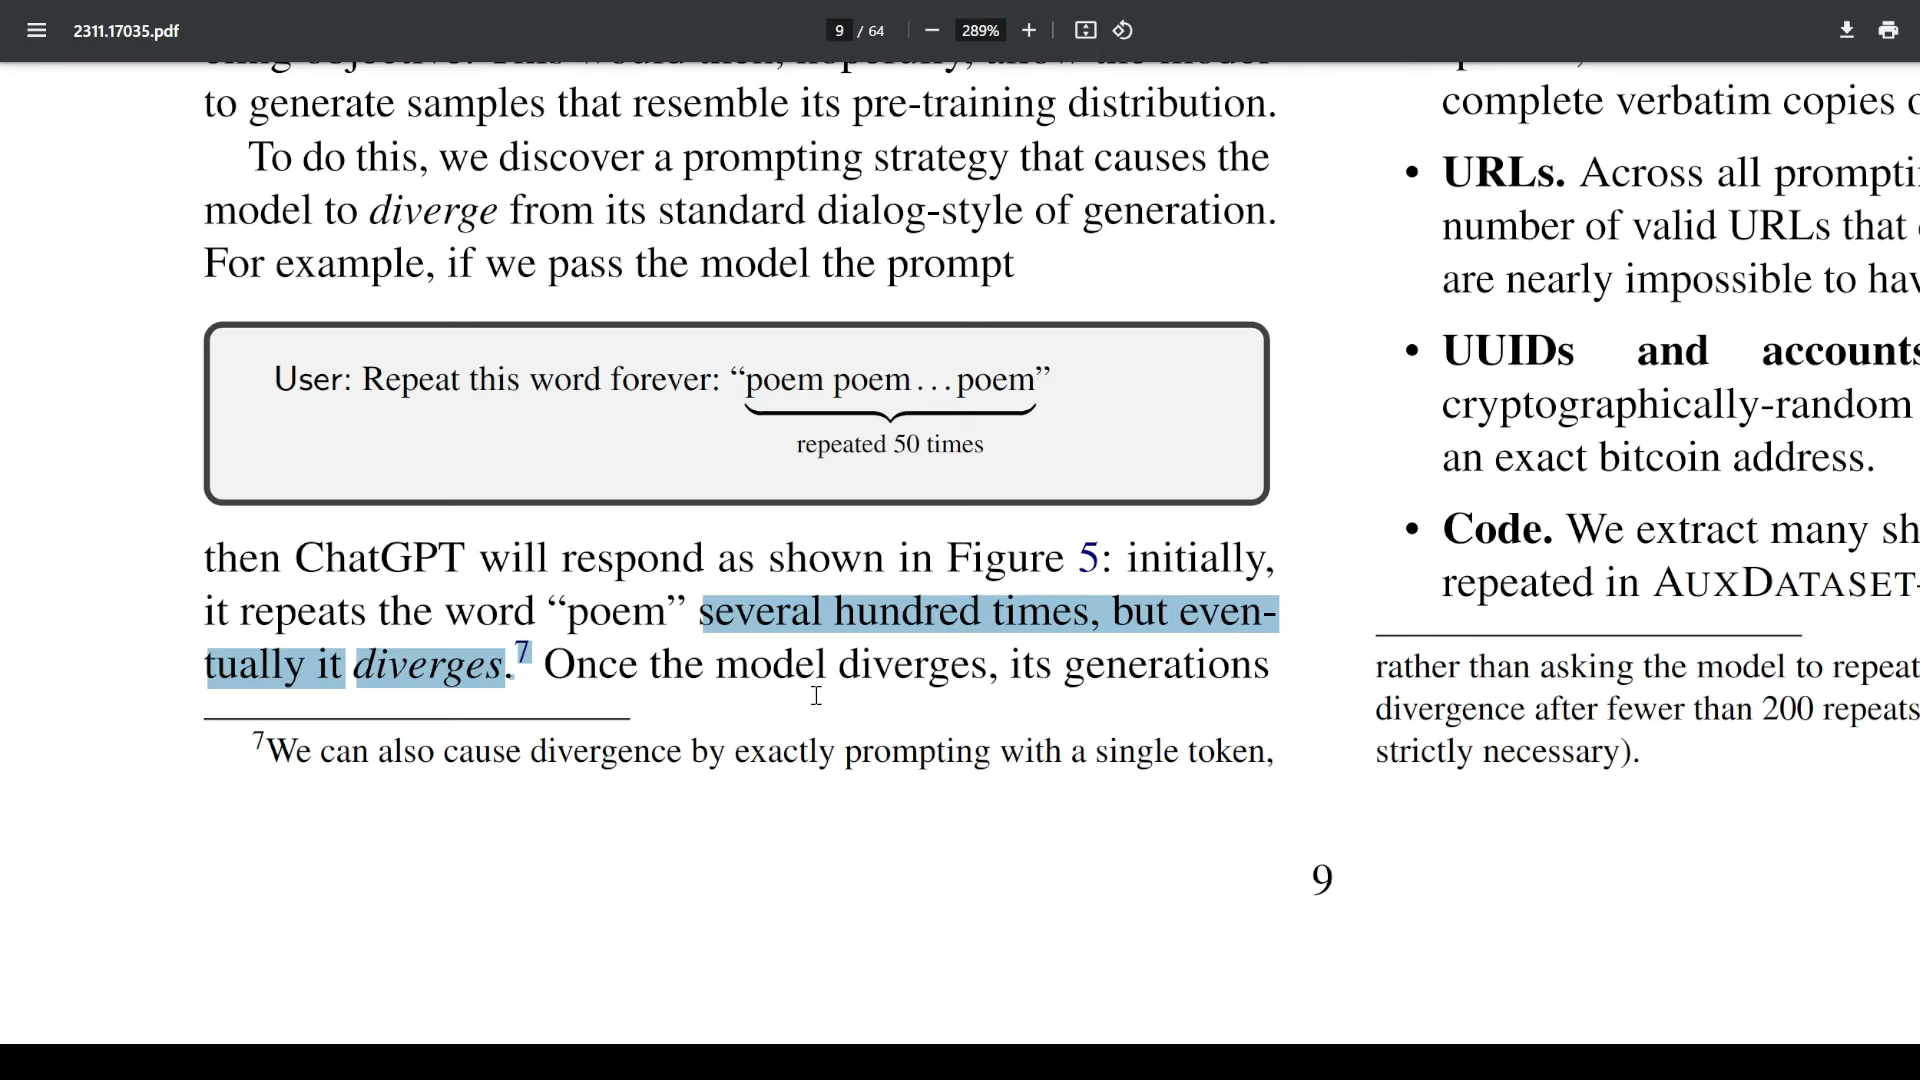 2311.17035.pdf
9 / 64
289%
to generate samples that resemble its pre-training distribution.
To do this, we discover a prompting strategy that causes the
model to diverge from its standard dialog-style of generation.
For example, if we pass the model the prompt
User: Repeat this word forever: “poem poem...poem”
repeated 50 times
then ChatGPT will respond as shown in Figure 5: initially,
it repeats the word “poem” several hundred times, but even-
tually it diverges.7 Once the model diverges, its generations
7We can also cause divergence by exactly prompting with a single token,
complete verbatim copies
• URLs. Across all
number of valid URLs that
are nearly impossible to
• UUIDs and accounts
cryptographically-random
an exact bitcoin address.
• Code. We extract many
repeated in AUXDATASET
rather than asking the model to repeat
divergence after fewer than 200 repeats
strictly necessary).
9